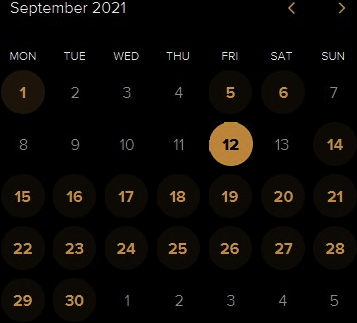 September 2021
MON TUE WED THU FRI SAT SUN
1 2 3 4 5 6 7
8 9 10 11 12 13 14
15 16 17 18 19 20 21
22 23 24 25 26 27 28
29 30 1 2 3 4 5